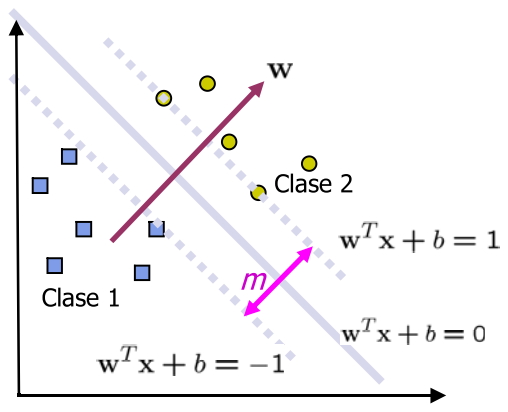 w
Clase 2
wᵀx + b = 1
m
Clase 1
wᵀx + b = 0
wᵀx + b = −1